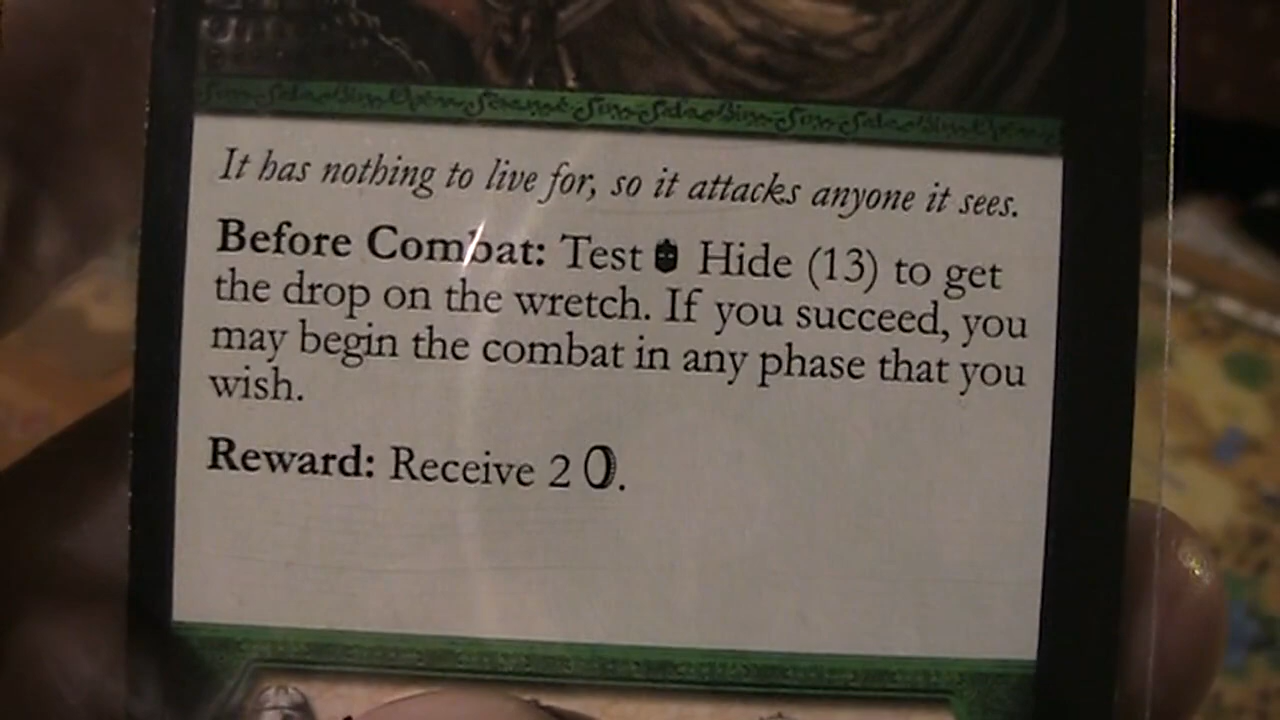 It has nothing to live for, so it attacks anyone it sees.
Before Combat: Test Hide (13) to get
the drop on the wretch. If you succeed, you
may begin the combat in any phase that you
wish.
Reward: Receive 2 .